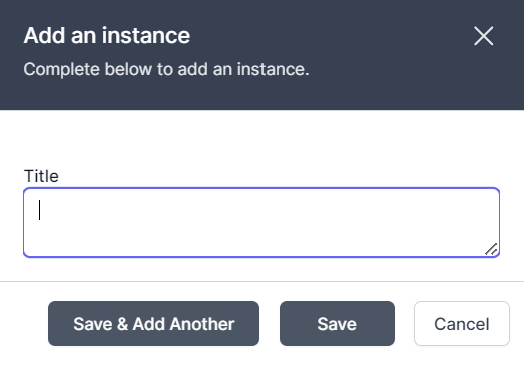 Add an instance
Complete below to add an instance.
Title
Save & Add Another
Save
Cancel